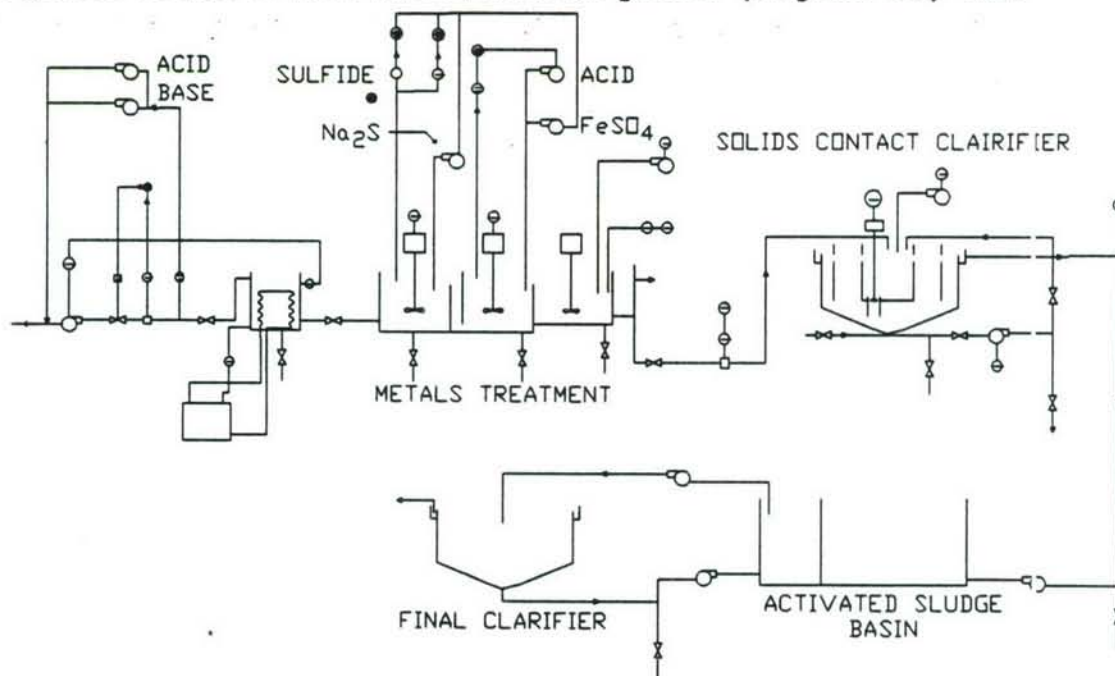 ACID
BASE
SULFIDE
Na2S
ACID
FeSO4
SOLIDS CONTACT CLAIRIFIER
METALS TREATMENT
FINAL CLARIFIER
ACTIVATED SLUDGE
BASIN